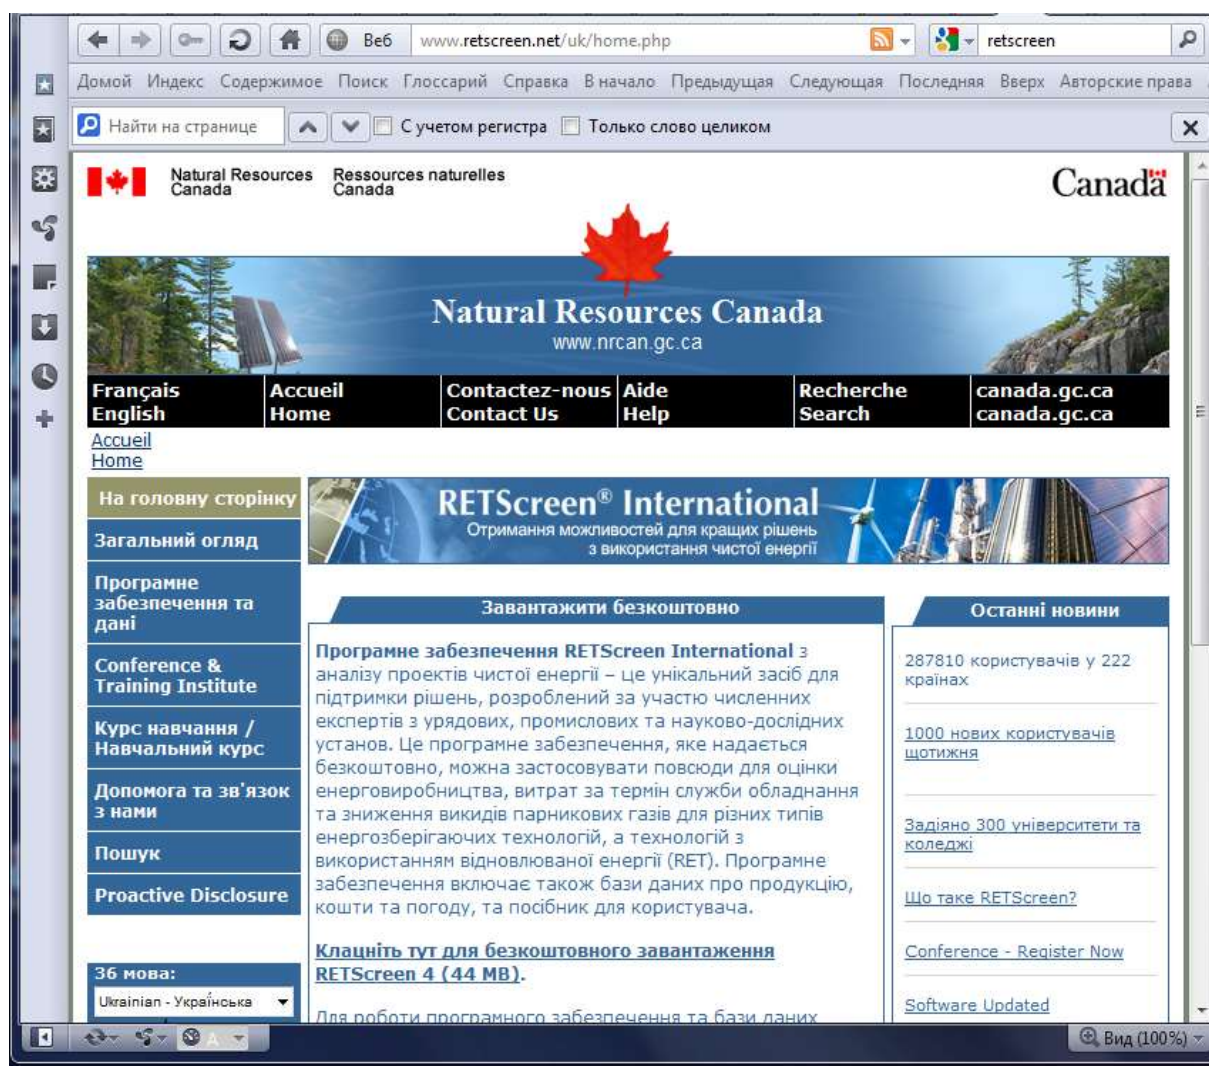 Веб
www.retscreen.net/uk/home.php
retscreen
Домой Индекс Содержимое Поиск Глоссарий Справка В начало Предыдущая Следующая Последняя Вверх Авторские права
Найти на странице
С учетом регистра
Только слово целиком
Natural Resources Ressources naturelles
Canada Canada
Canada
Natural Resources Canada
www.nrcan.gc.ca
Français Accueil Contactez-nous Aide Recherche canada.gc.ca
English Home Contact Us Help Search canada.gc.ca
Accueil
Home
На головну сторінку
Загальний огляд
Програмне
забезпечення та
дані
Conference &
Training Institute
Курс навчання /
Навчальний курс
Допомога та зв'язок
з нами
Пошук
Proactive Disclosure
36 мова:
Ukrainian - Українська
RETScreen® International
Отримання можливостей для кращих рішень
з використання чистої енергії
Завантажити безкоштовно
Програмне забезпечення RETScreen International з
аналізу проектів чистої енергії – це унікальний засіб для
підтримки рішень, розроблений за участю численних
експертів з урядових, промислових та науково-дослідних
установ. Це програмне забезпечення, яке надається
безкоштовно, можна застосовувати повсюди для оцінки
енерговиробництва, витрат за термін служби обладнання
та зниження викидів парникових газів для різних типів
енергозберігаючих технологій, а технологій з
використанням відновлюваної енергії (RET). Програмне
забезпечення включає також бази даних про продукцію,
кошти та погоду, та посібник для користувача.
Клацніть тут для безкоштовного завантаження
RETScreen 4 (44 MB).
Для роботи програмного забезпечення та бази даних
Останні новини
287810 користувачів у 222
країнах
1000 нових користувачів
щотижня
Задіяно 300 університети та
коледжі
Що таке RETScreen?
Conference - Register Now
Software Updated
Вид (100%)